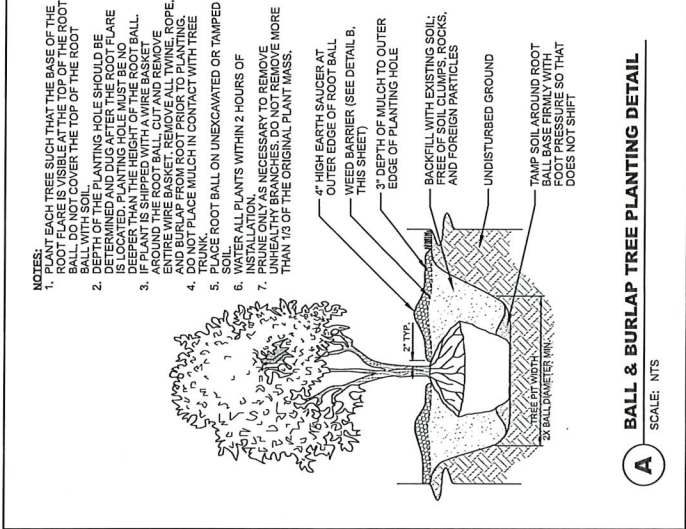 NOTES:
1. PLANT EACH TREE SUCH THAT THE BASE OF THE
ROOT FLARE IS VISIBLE AT THE TOP OF THE ROOT
BALL. DO NOT COVER THE TOP OF THE ROOT
BALL WITH SOIL.
2. DEPTH OF THE PLANTING HOLE SHOULD BE
DETERMINED AND DUG AFTER THE ROOT FLARE
IS LOCATED. PLANTING HOLE MUST BE NO
DEEPER THAN THE HEIGHT OF THE ROOT BALL.
3. IF PLANT IS SHIPPED WITH A WIRE BASKET
AROUND THE ROOT BALL, CUT AND REMOVE
ENTIRE WIRE BASKET. REMOVE ALL TWINE, ROPE,
AND BURLAP FROM ROOT PRIOR TO PLANTING.
4. DO NOT PLACE MULCH IN CONTACT WITH TREE
TRUNK.
5. PLACE ROOT BALL ON UNEXCAVATED OR TAMPED
SOIL.
6. WATER ALL PLANTS WITHIN 2 HOURS OF
INSTALLATION.
7. PRUNE ONLY AS NECESSARY TO REMOVE
UNHEALTHY BRANCHES. DO NOT REMOVE MORE
THAN 1/3 OF THE ORIGINAL PLANT MASS.
4" HIGH EARTH SAUCER AT
OUTER EDGE OF ROOT BALL
WEED BARRIER (SEE DETAIL B,
THIS SHEET)
3" DEPTH OF MULCH TO OUTER
EDGE OF PLANTING HOLE
BACKFILL WITH EXISTING SOIL;
FREE OF SOIL CLUMPS, ROCKS,
AND FOREIGN PARTICLES
UNDISTURBED GROUND
TAMP SOIL AROUND ROOT
BALL BASE FIRMLY WITH
FOOT PRESSURE SO THAT
DOES NOT SHIFT
2" TYP.
TREE PIT WIDTH
2X BALL DIAMETER MIN.
A
BALL & BURLAP TREE PLANTING DETAIL
SCALE: NTS